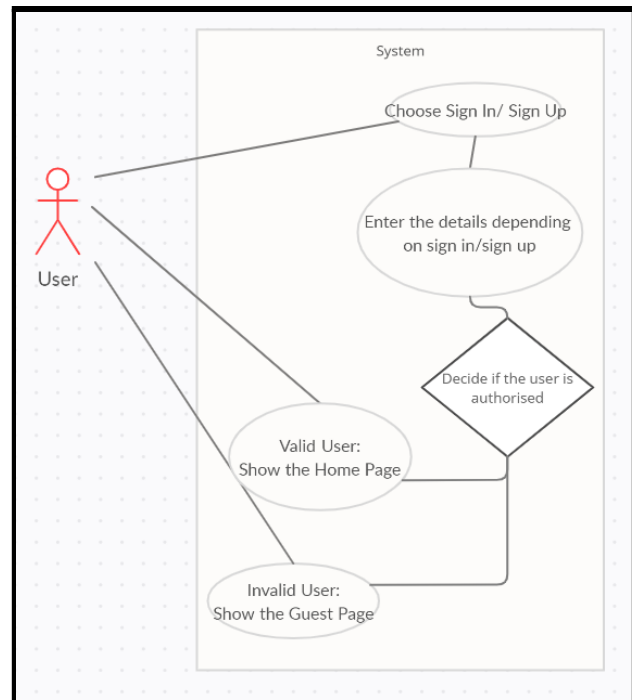 System
Choose Sign In/ Sign Up
Enter the details depending
on sign in/sign up
User
Decide if the user is
authorised
Valid User:
Show the Home Page
Invalid User:
Show the Guest Page